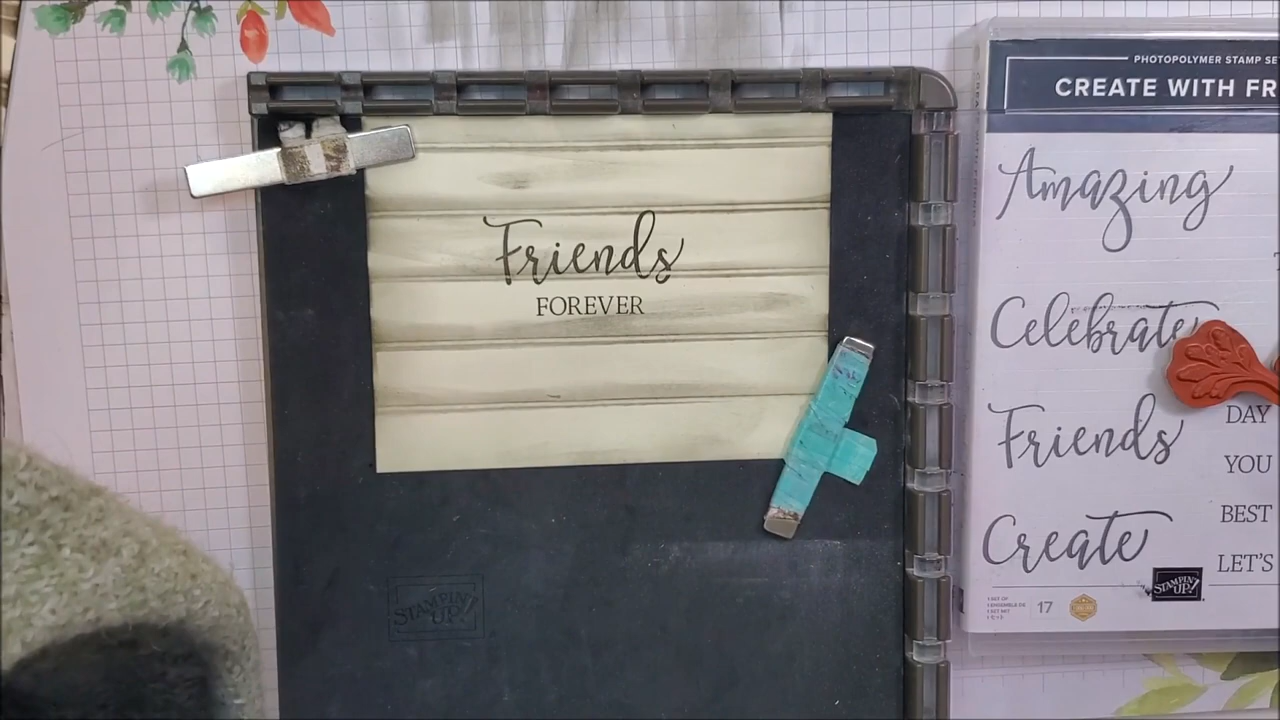 Friends
FOREVER
STAMPIN' UP!
PHOTOPOLYMER STAMP SE
CREATE WITH FR
Amazing
Celebrate
Friends
Create
DAY
YOU
BEST
LET'S
17
STAMPIN' UP!